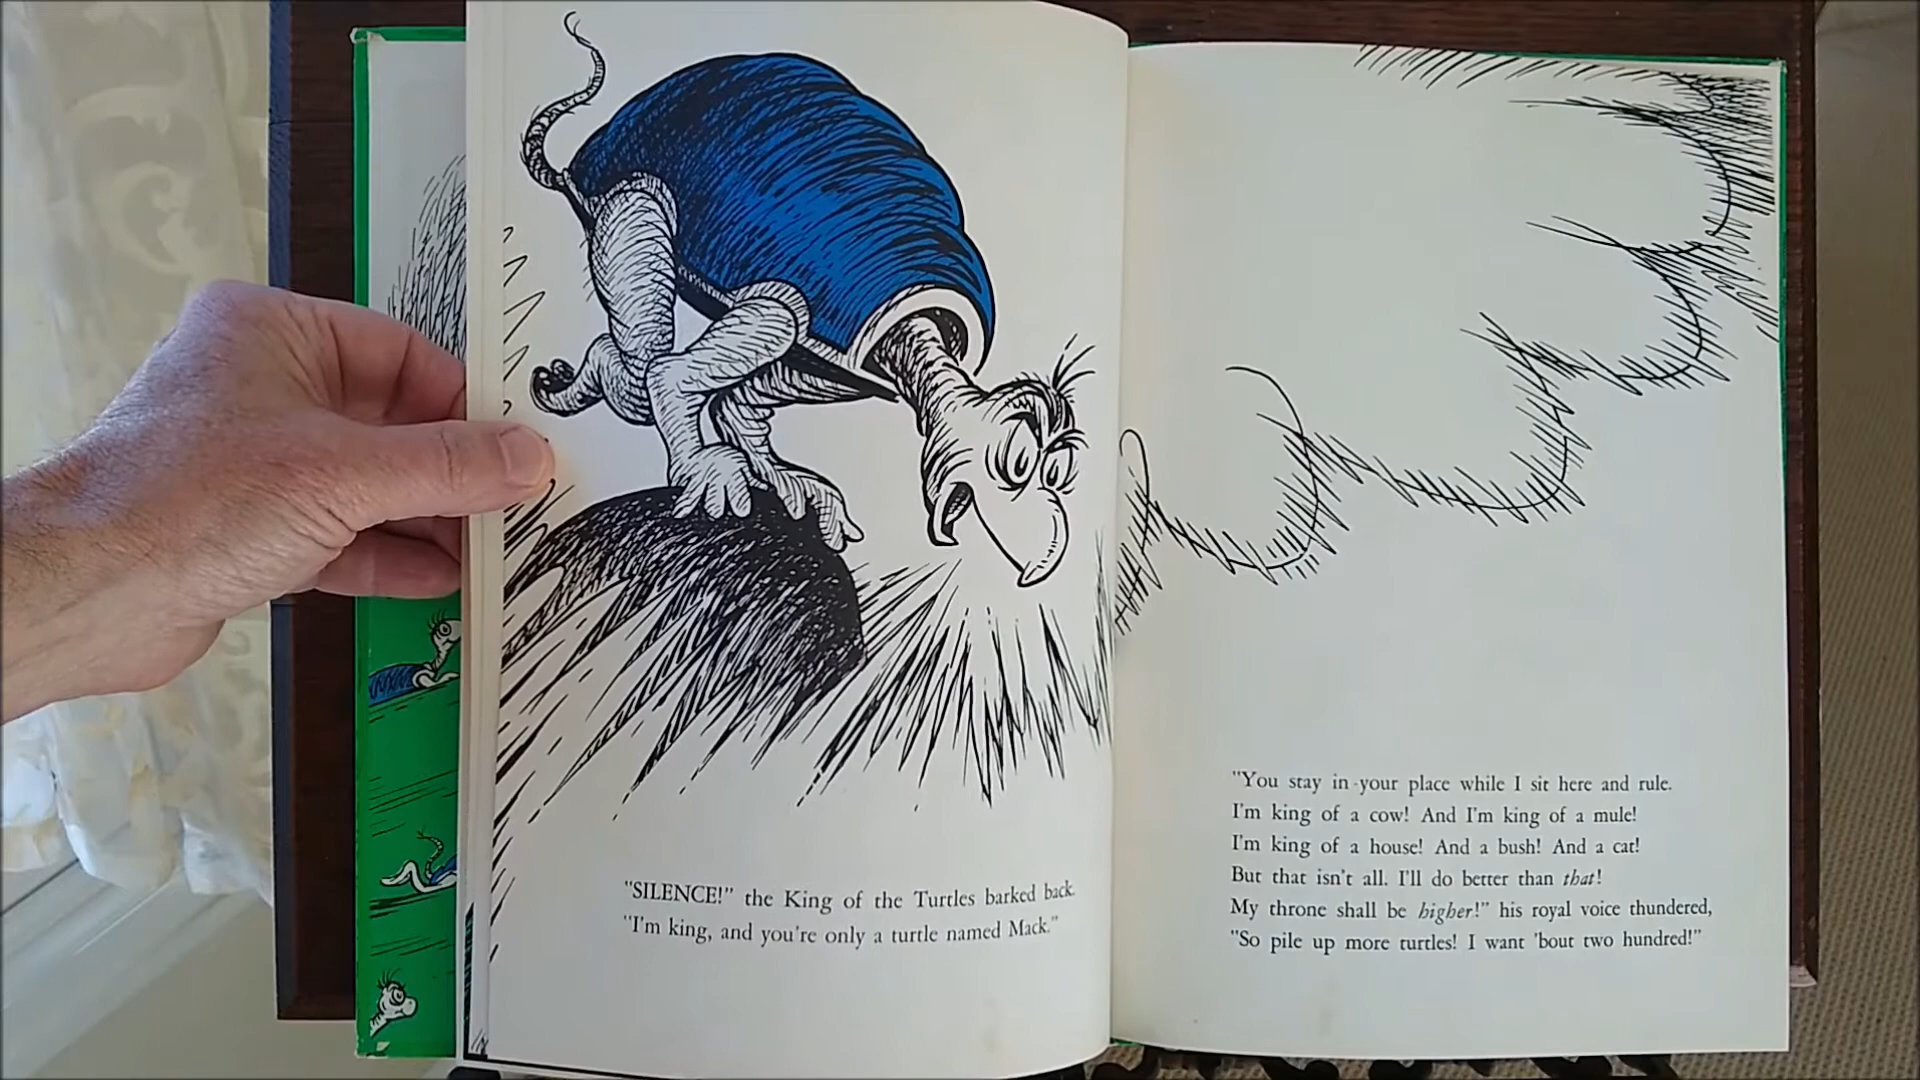 "SILENCE!" the King of the Turtles barked back.
"I'm king, and you're only a turtle named Mack."
"You stay in your place while I sit here and rule.
I'm king of a cow! And I'm king of a mule!
I'm king of a house! And a bush! And a cat!
But that isn't all. I'll do better than that!
My throne shall be higher!" his royal voice thundered,
"So pile up more turtles! I want 'bout two hundred!"